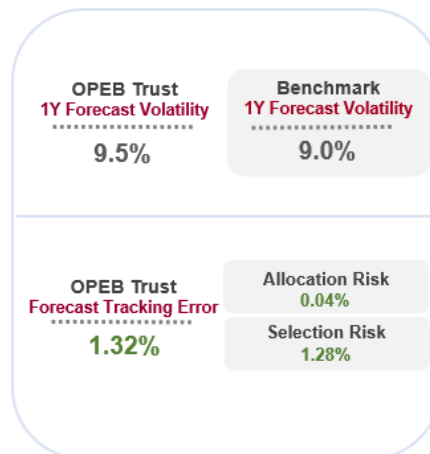 OPEB Trust
1Y Forecast Volatility
9.5%
Benchmark
1Y Forecast Volatility
9.0%
OPEB Trust
Forecast Tracking Error
1.32%
Allocation Risk
0.04%
Selection Risk
1.28%